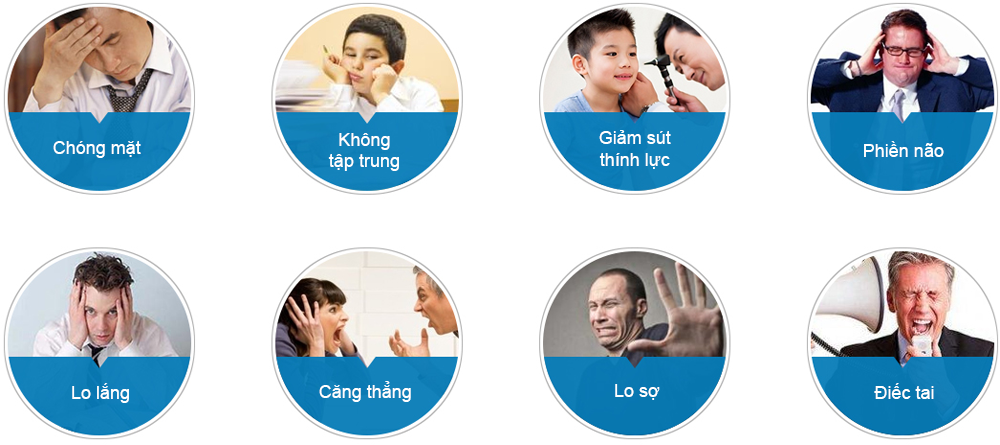 Chóng mặt
Không
tập trung
Giảm sút
thính lực
Phiền não
Lo lắng
Căng thẳng
Lo sợ
Điếc tai